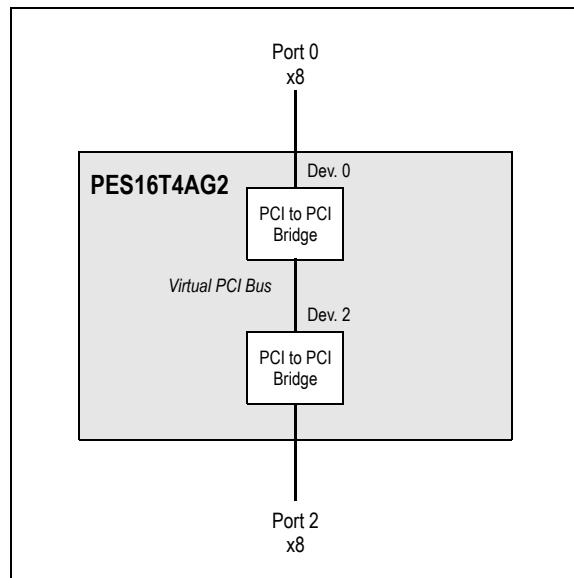 Port 0
x8
Dev. 0
PES16T4AG2
PCI to PCI
Bridge
Virtual PCI Bus
Dev. 2
PCI to PCI
Bridge
Port 2
x8